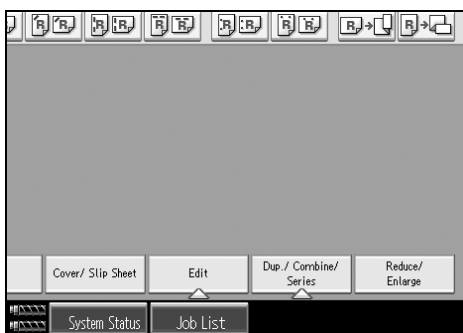 R R R R R R R R R R R R
Cover/ Slip Sheet
Edit
Dup./ Combine/
Series
Reduce/
Enlarge
System Status
Job List